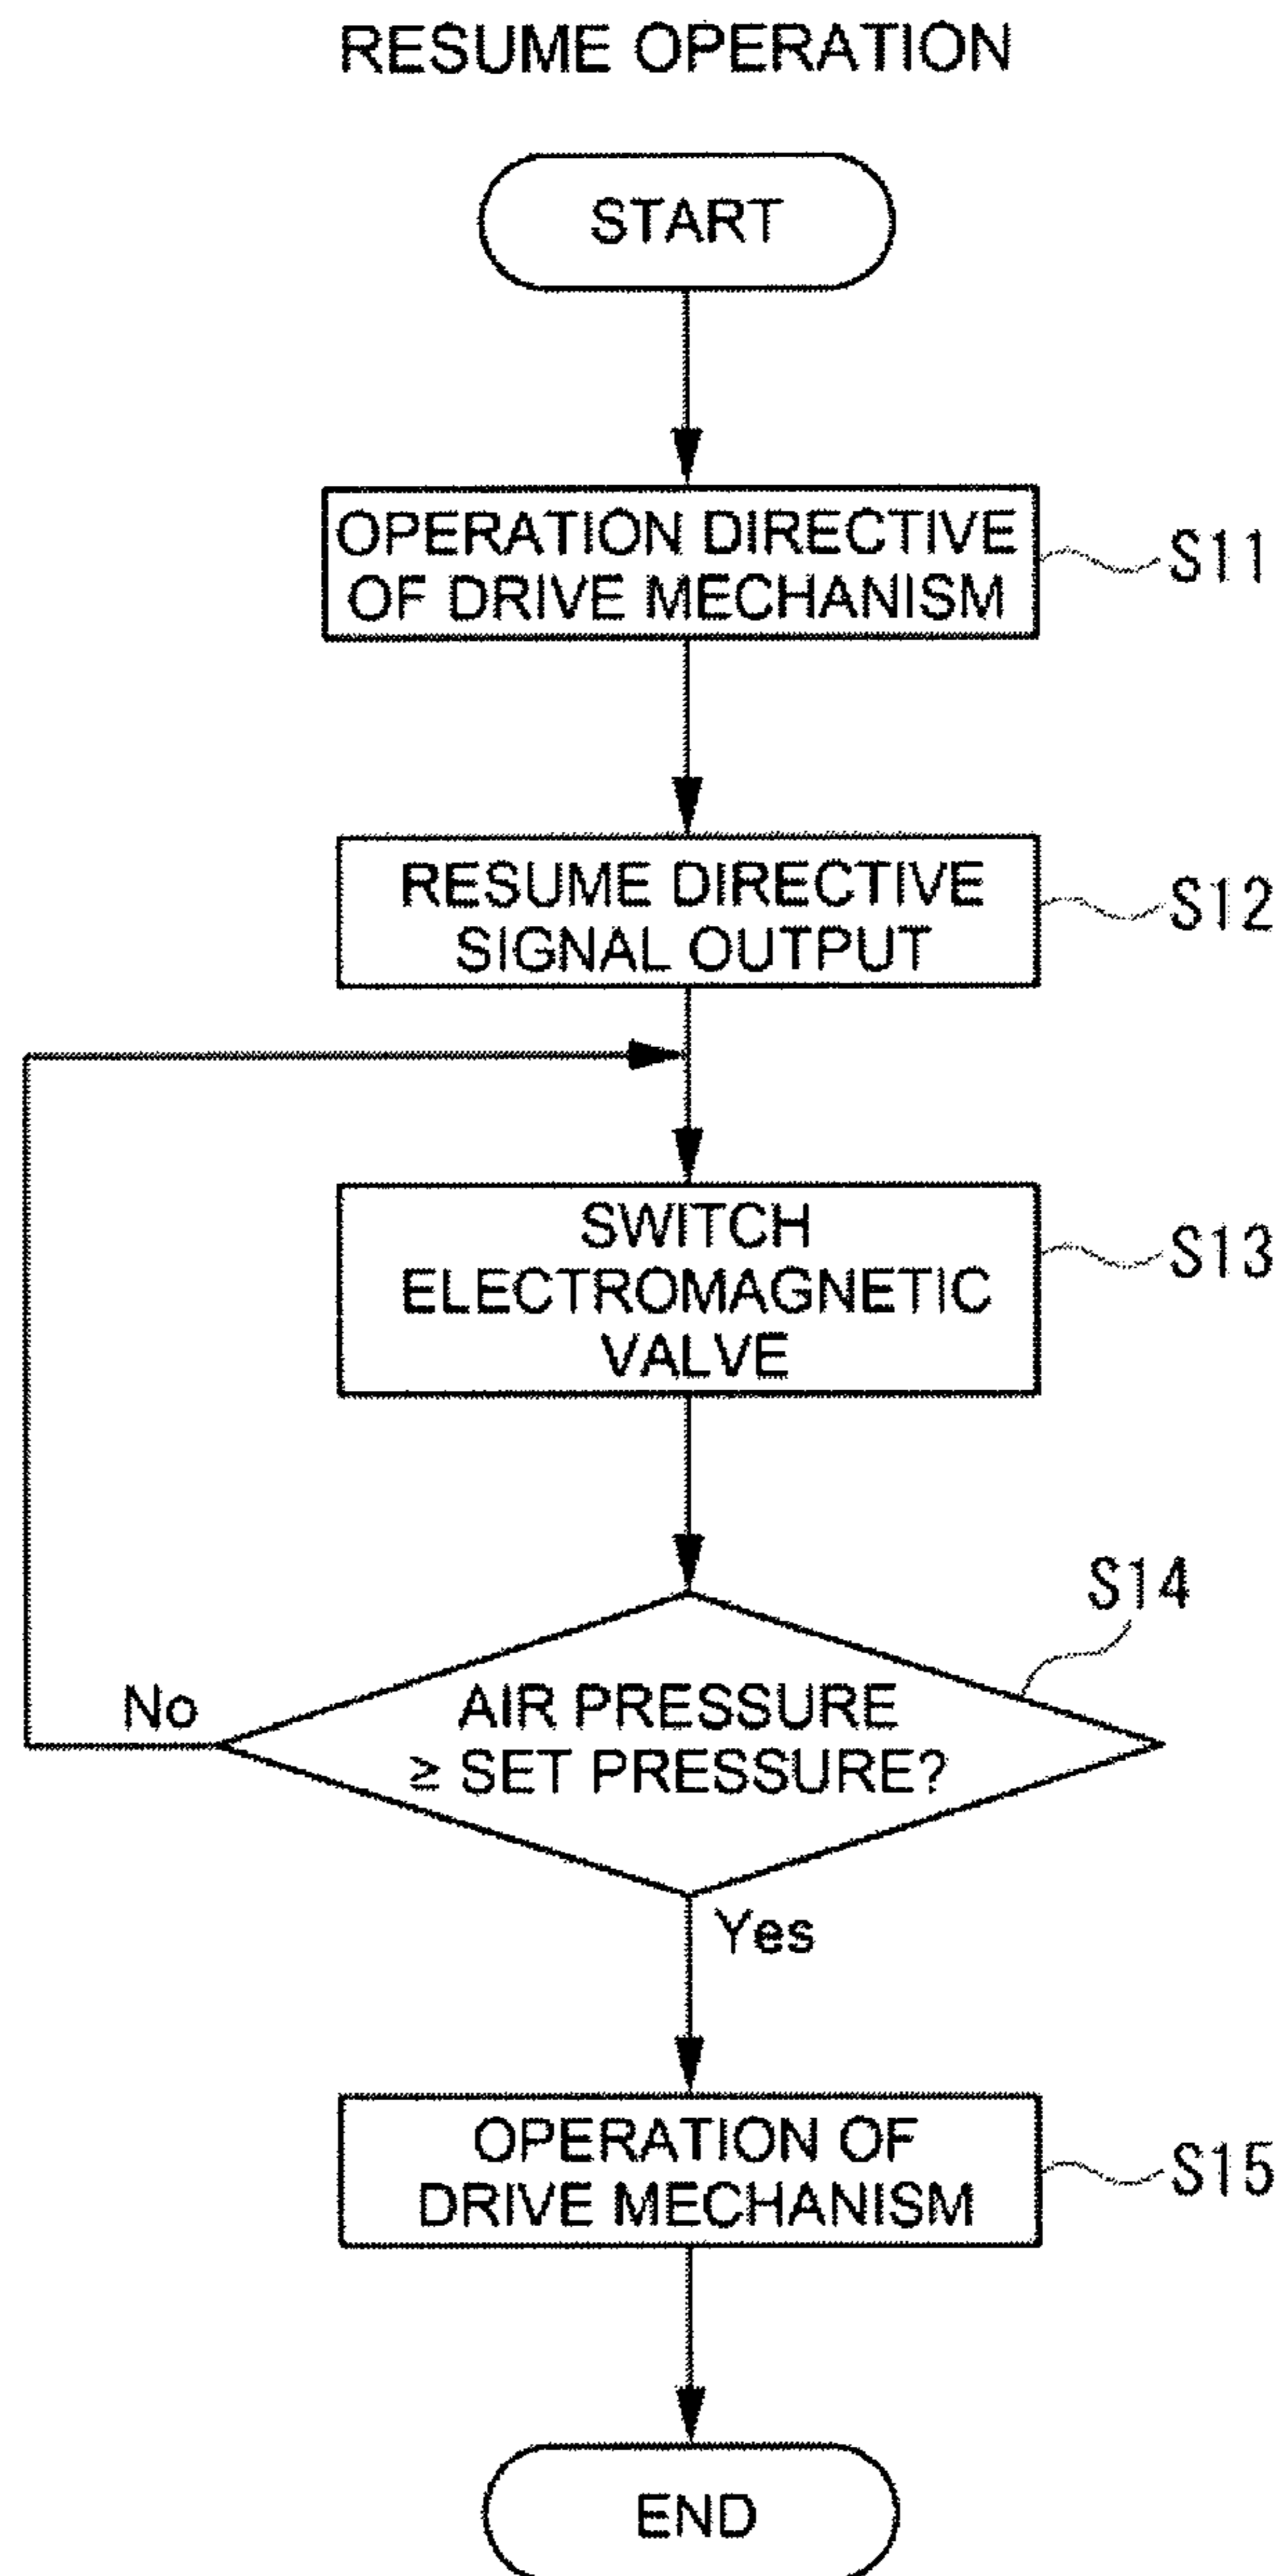 RESUME OPERATION
START
OPERATION DIRECTIVE
OF DRIVE MECHANISM
S11
RESUME DIRECTIVE
SIGNAL OUTPUT
S12
SWITCH
ELECTROMAGNETIC
VALVE
S13
S14
AIR PRESSURE
≥ SET PRESSURE?
No
Yes
OPERATION OF
DRIVE MECHANISM
S15
END